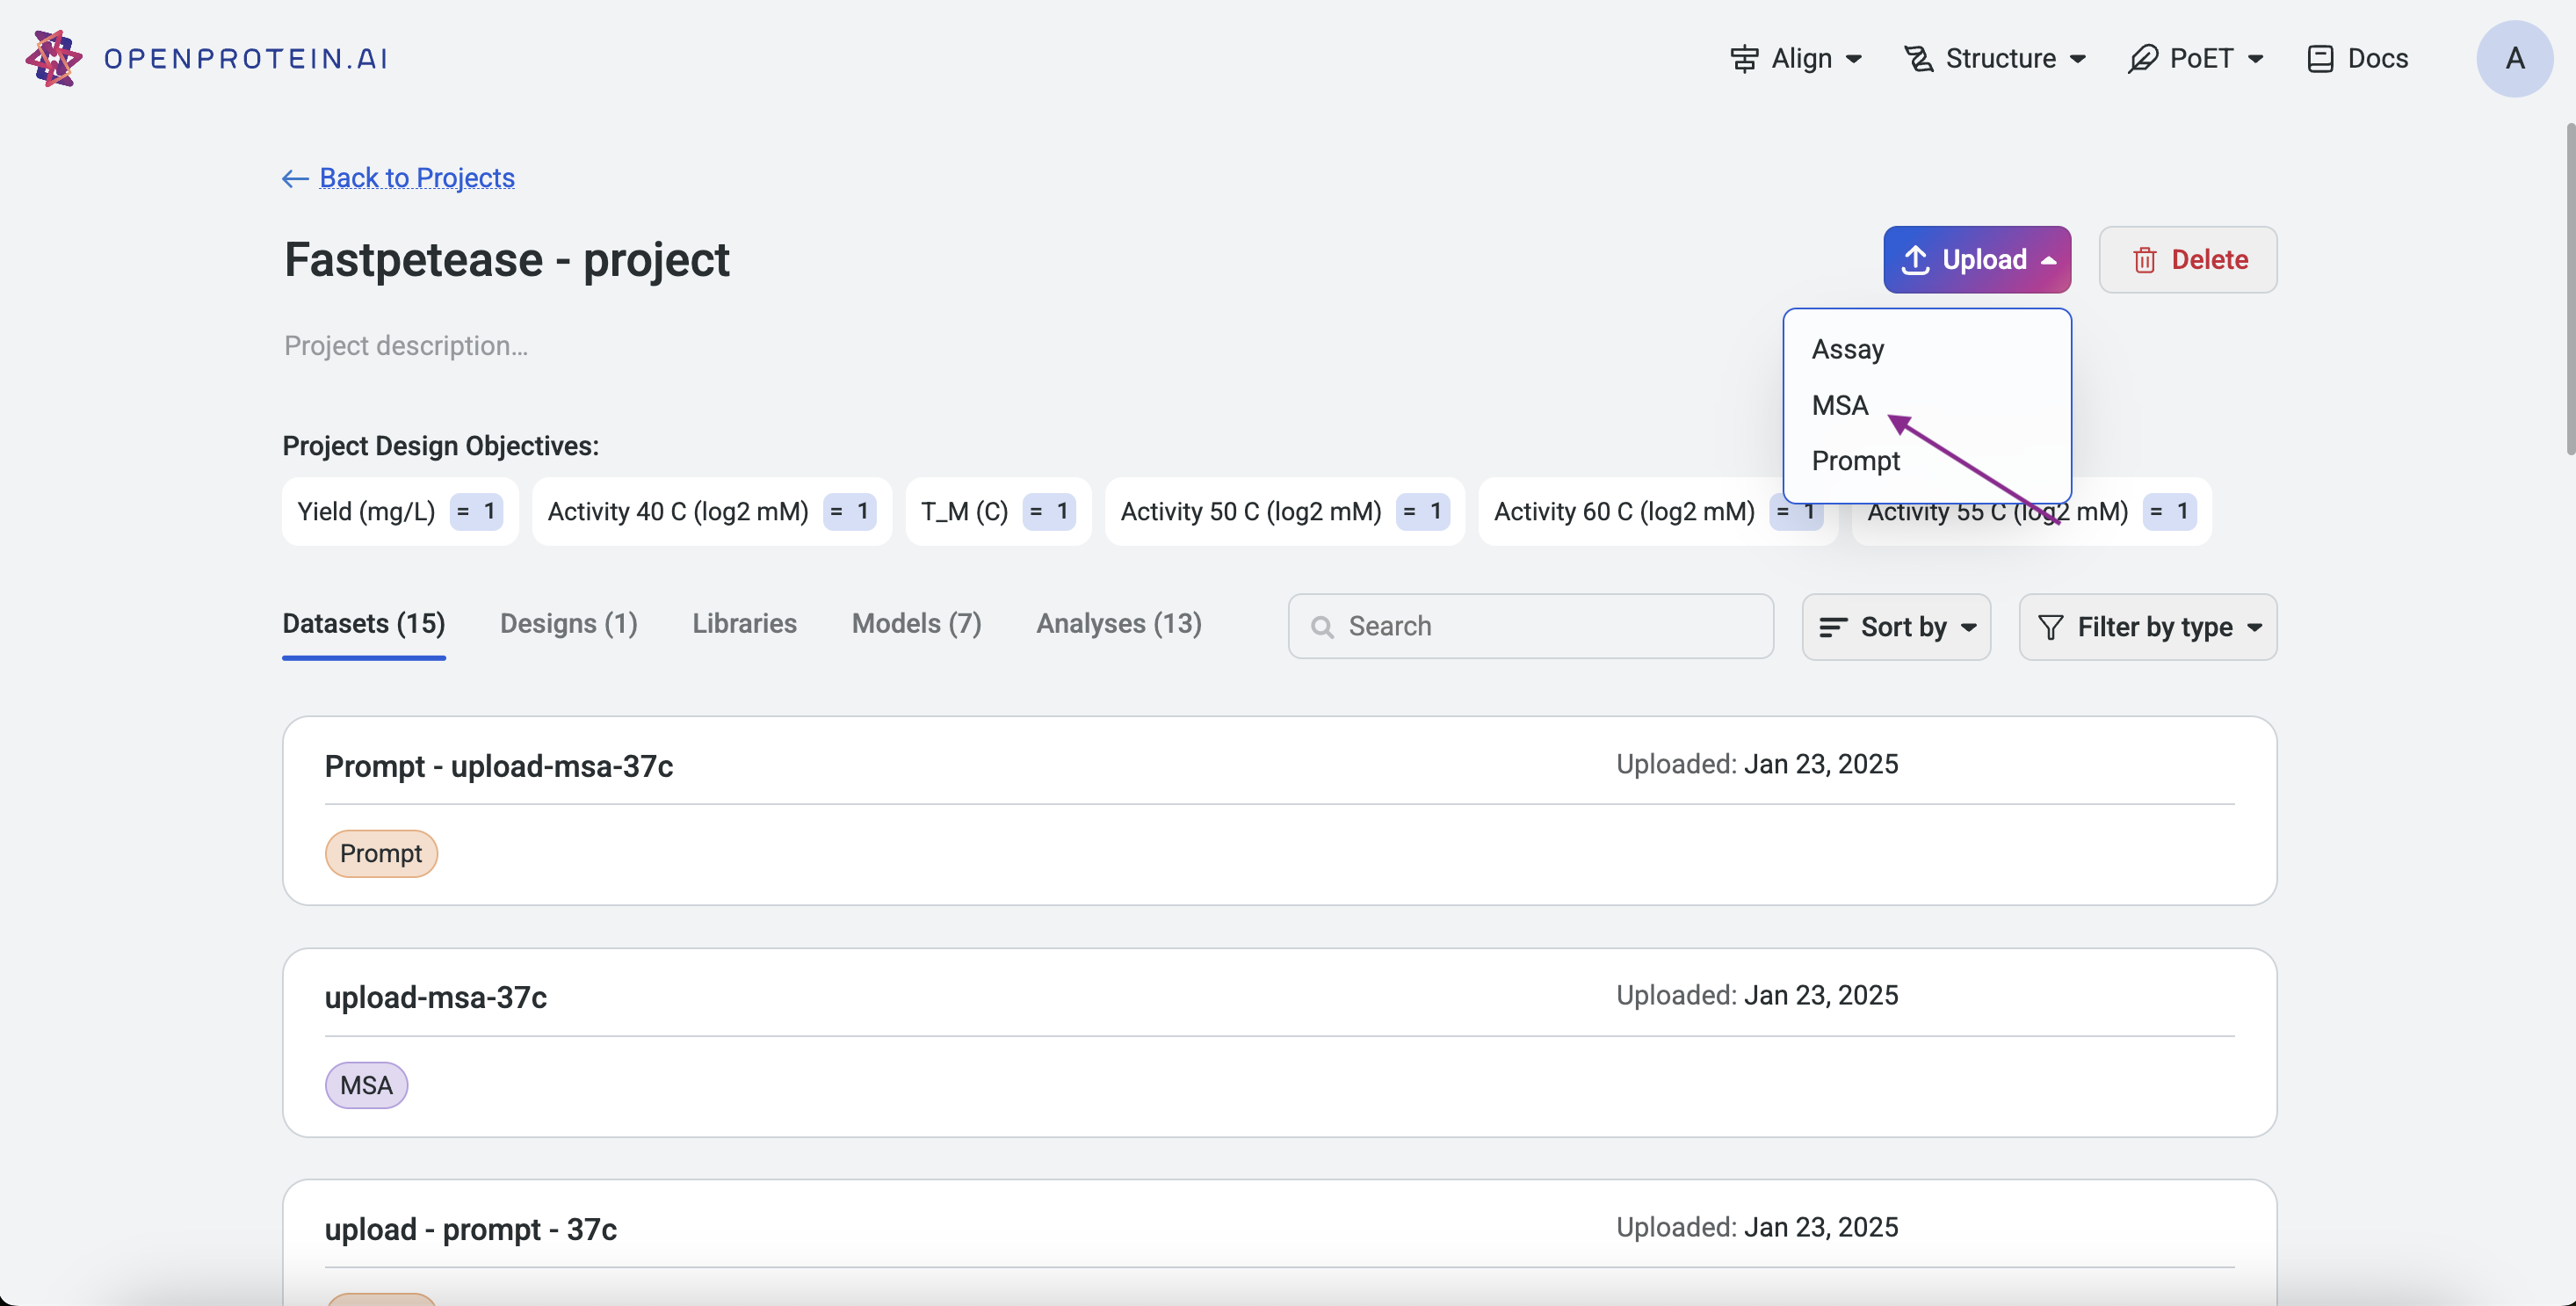 OPENPROTEIN.AI
Align
Structure
PoET
Docs
A
Back to Projects
Fastpetease - project
Upload
Delete
Project description...
Assay
MSA
Prompt
Project Design Objectives:
Yield (mg/L) = 1
Activity 40 C (log2 mM) = 1
T_M (C) = 1
Activity 50 C (log2 mM) = 1
Activity 60 C (log2 mM) = 1
Activity 55 C (log2 mM) = 1
Datasets (15)
Designs (1)
Libraries
Models (7)
Analyses (13)
Search
Sort by
Filter by type
Prompt - upload-msa-37c
Uploaded: Jan 23, 2025
Prompt
upload-msa-37c
Uploaded: Jan 23, 2025
MSA
upload - prompt - 37c
Uploaded: Jan 23, 2025